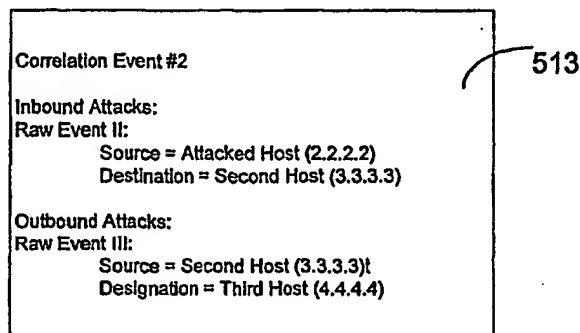 Correlation Event #2
513
Inbound Attacks:
Raw Event II:
Source = Attacked Host (2.2.2.2)
Destination = Second Host (3.3.3.3)
Outbound Attacks:
Raw Event III:
Source = Second Host (3.3.3.3)t
Designation = Third Host (4.4.4.4)